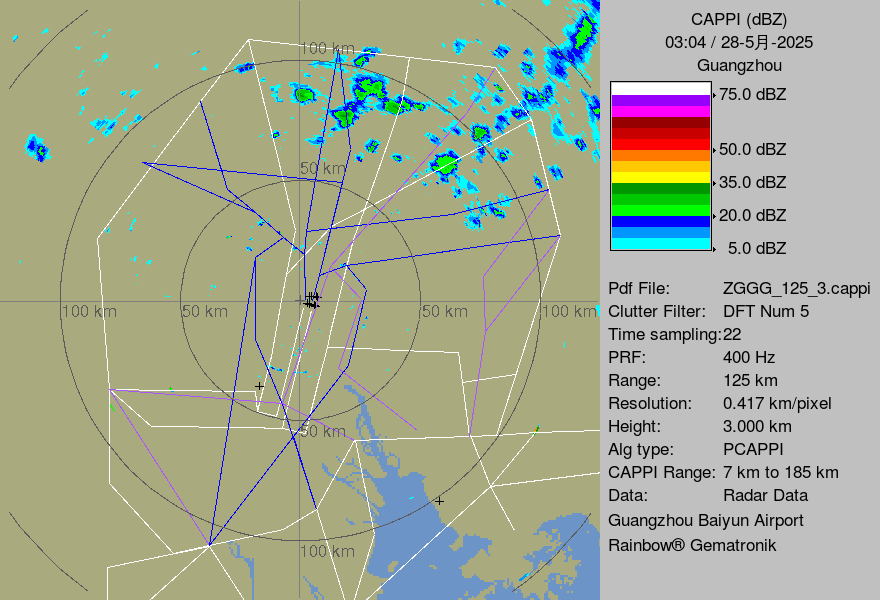 CAPPI (dBZ)
03:04 / 28-5月-2025
Guangzhou
75.0 dBZ
50.0 dBZ
35.0 dBZ
20.0 dBZ
5.0 dBZ
Pdf File: ZGGG_125_3.cappi
Clutter Filter: DFT Num 5
Time sampling:22
PRF: 400 Hz
Range: 125 km
Resolution: 0.417 km/pixel
Height: 3.000 km
Alg type: PCAPPI
CAPPI Range: 7 km to 185 km
Data: Radar Data
Guangzhou Baiyun Airport
Rainbow® Gematronik
100 km
50 km
100 km
50 km
50 km
100 km
50 km
100 km